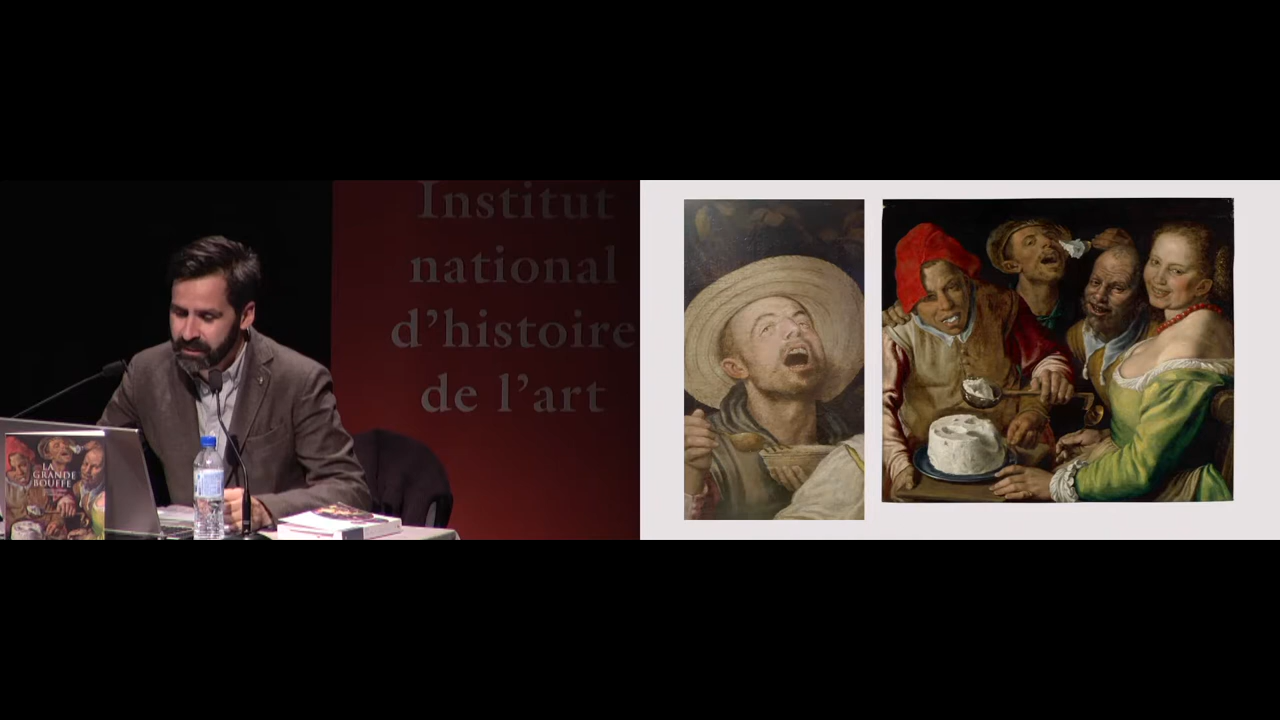 Institut
national
d’histoire
de l’art
LA
GRANDE
BOUFFE